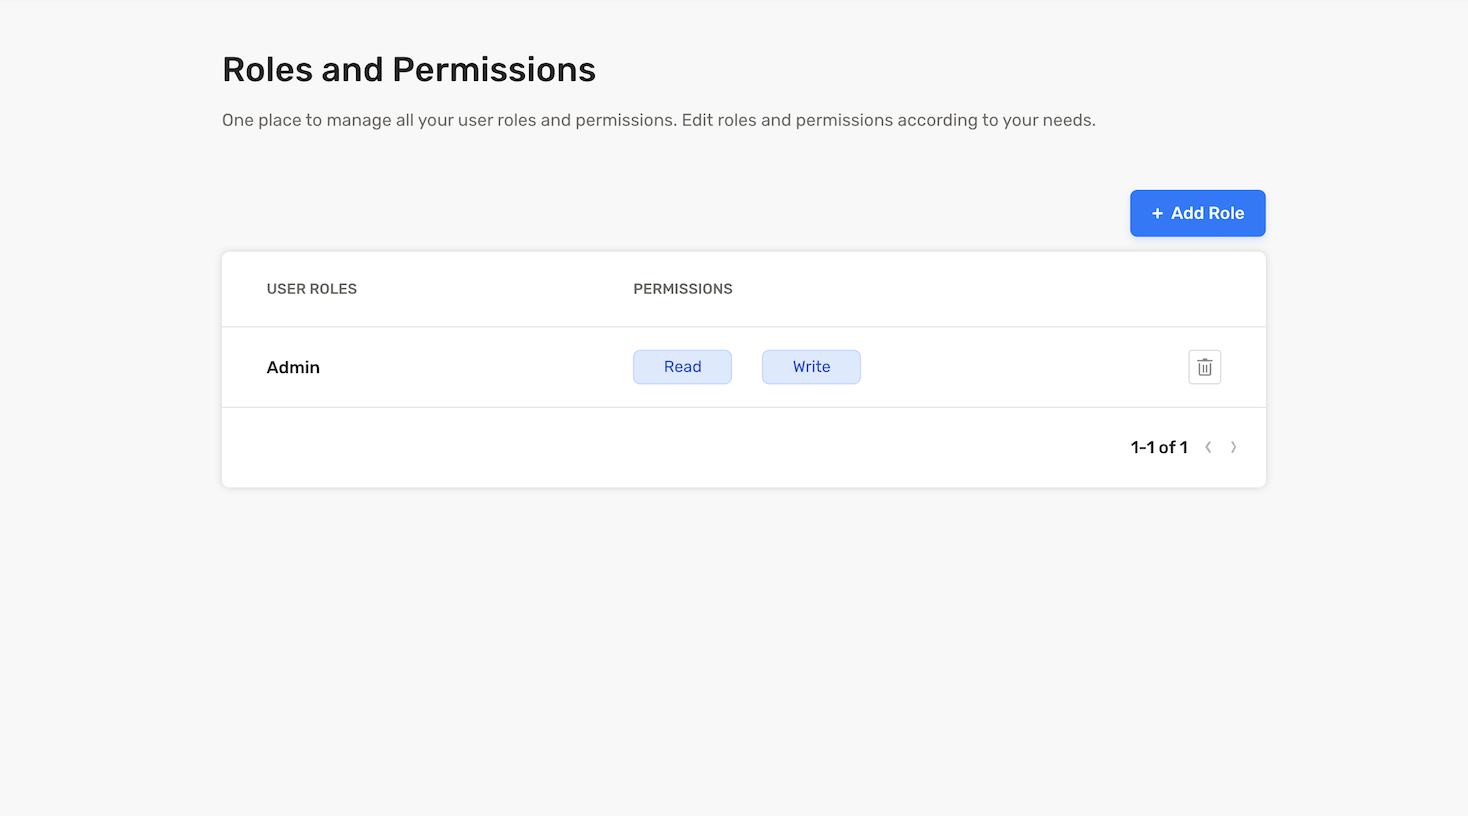 Roles and Permissions
One place to manage all your user roles and permissions. Edit roles and permissions according to your needs.
+ Add Role
USER ROLES PERMISSIONS
Admin Read Write
1-1 of 1